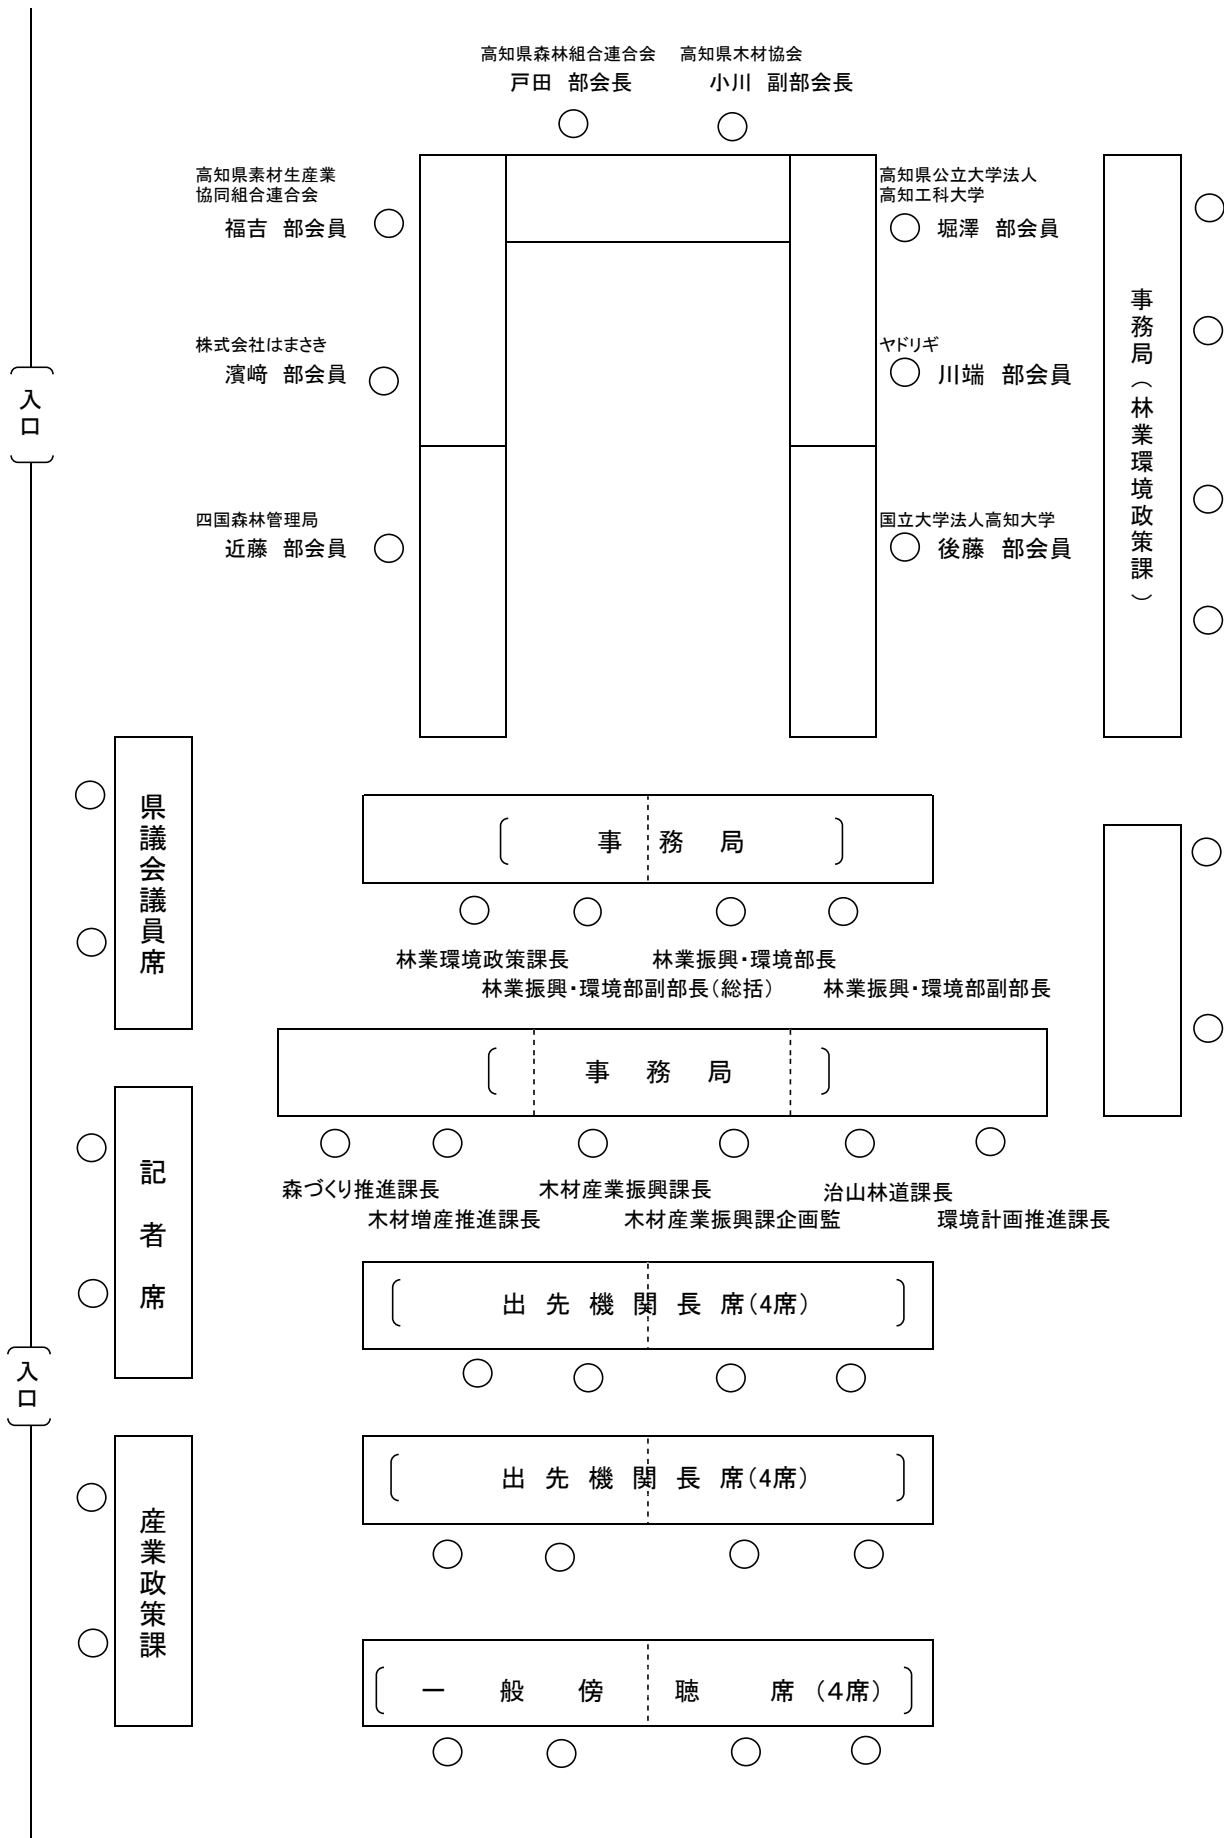 高知県森林組合連合会　高知県木材協会
戸田　部会長　小川　副部会長
高知県素材生産業
協同組合連合会
福吉　部会員
高知県公立大学法人
高知工科大学
堀澤　部会員
株式会社はまさき
濱﨑　部会員
ヤドリギ
川端　部会員
四国森林管理局
近藤　部会員
国立大学法人高知大学
後藤　部会員
事務局（林業環境政策課）
入口
県議会議員席
事　務　局
林業環境政策課長　林業振興・環境部長
林業振興・環境部副部長（総括）　林業振興・環境部副部長
事　務　局
森づくり推進課長　木材産業振興課長　治山林道課長
木材増産推進課長　木材産業振興課企画監　環境計画推進課長
記者席
出先機関長席（4席）
入口
出先機関長席（4席）
産業政策課
一般傍聴席（4席）